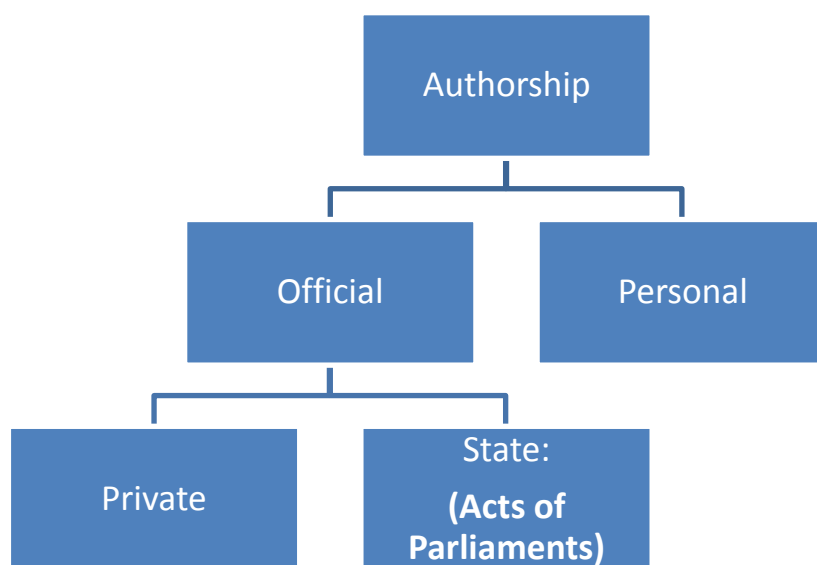 Authorship
Official
Personal
Private
State:
(Acts of
Parliaments)